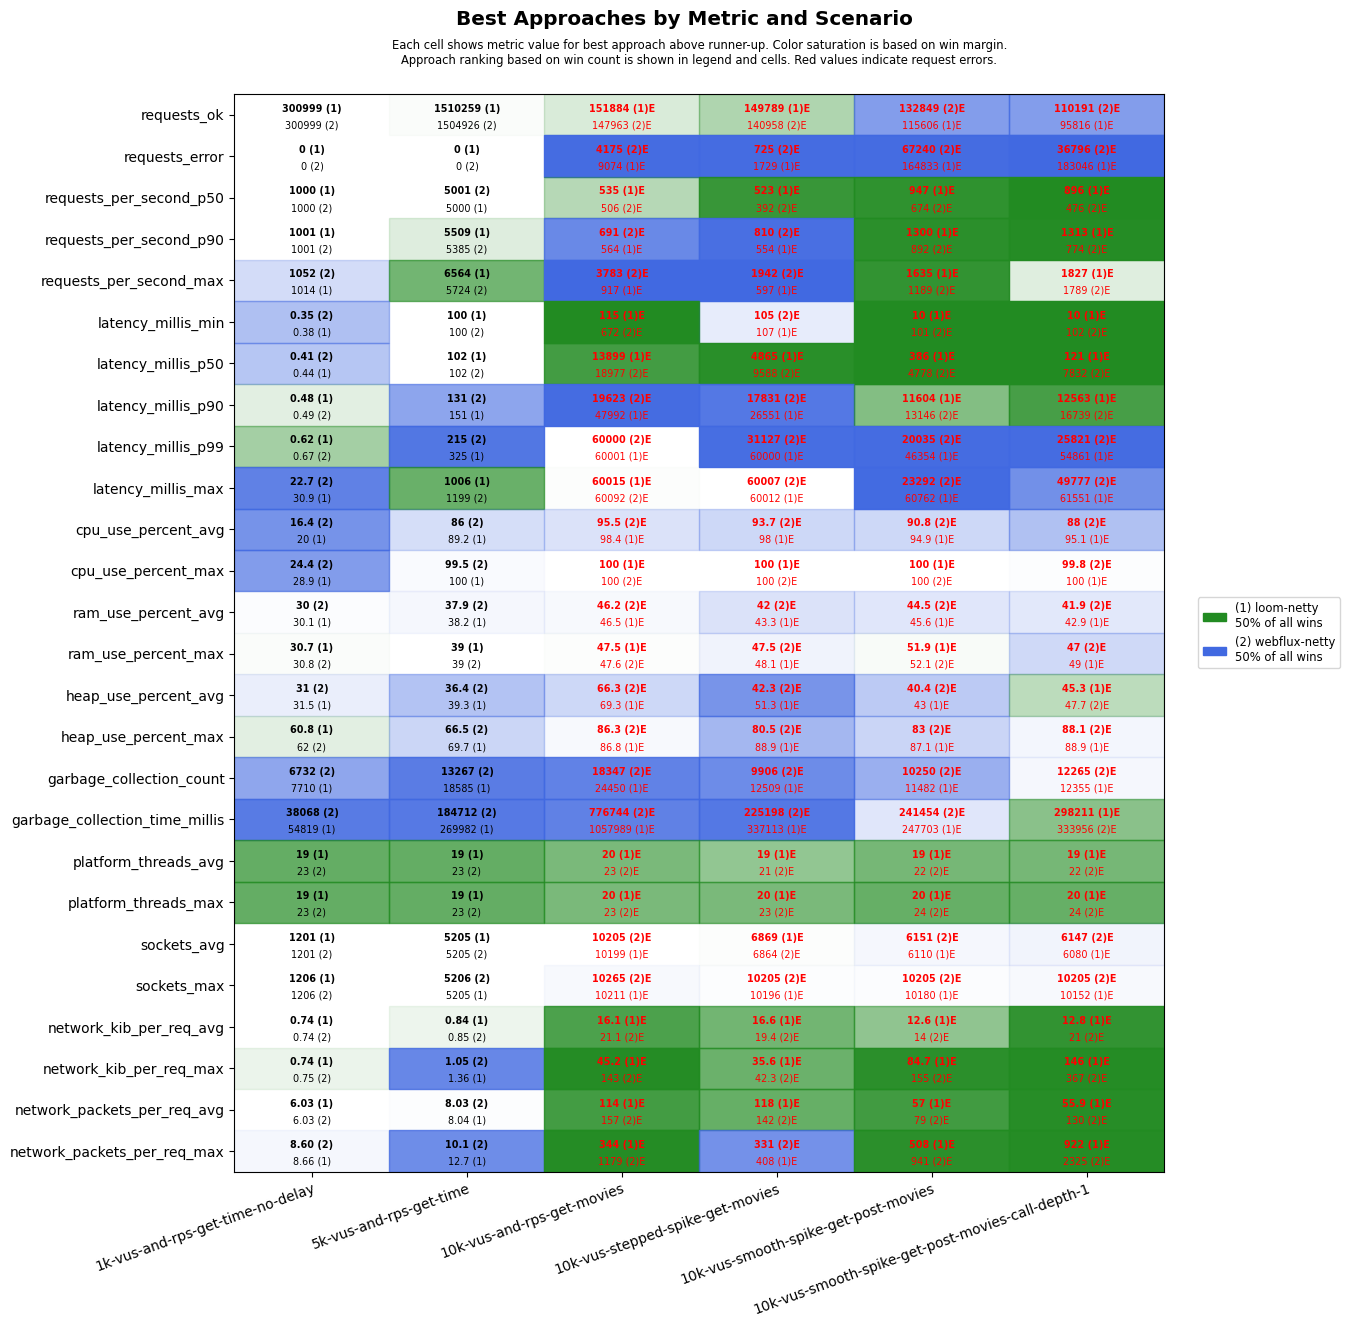 Best Approaches by Metric and Scenario
Each cell shows metric value for best approach above runner-up. Color saturation is based on win margin.
Approach ranking based on win count is shown in legend and cells. Red values indicate request errors.
requests_ok
300999 (1) 1510259 (1) 151884 (1)E 149789 (1)E 132849 (2)E 110191 (2)E
300999 (2) 1504926 (2) 147963 (2)E 140958 (2)E 115606 (1)E 95816 (1)E
requests_error
0 (1) 0 (1) 4175 (2)E 725 (2)E 67240 (2)E 36796 (2)E
0 (2) 0 (2) 9074 (1)E 1729 (1)E 164833 (1)E 183046 (1)E
requests_per_second_p50
1000 (1) 5001 (2) 535 (1)E 523 (1)E 947 (1)E 896 (1)E
1000 (2) 5000 (1) 506 (2)E 392 (2)E 674 (2)E 476 (2)E
requests_per_second_p90
1001 (1) 5509 (1) 691 (2)E 810 (2)E 1300 (1)E 1313 (1)E
1001 (2) 5385 (2) 564 (1)E 554 (1)E 892 (2)E 774 (2)E
requests_per_second_max
1052 (2) 6564 (1) 3783 (2)E 1942 (2)E 1635 (1)E 1827 (1)E
1014 (1) 5724 (2) 917 (1)E 597 (1)E 1189 (2)E 1789 (2)E
latency_millis_min
0.35 (2) 100 (1) 115 (1)E 105 (2)E 10 (1)E 10 (1)E
0.38 (1) 100 (2) 672 (2)E 107 (1)E 101 (2)E 102 (2)E
latency_millis_p50
0.41 (2) 102 (1) 13899 (1)E 4865 (1)E 386 (1)E 121 (1)E
0.44 (1) 102 (2) 18977 (2)E 9588 (2)E 4778 (2)E 7832 (2)E
latency_millis_p90
0.48 (1) 131 (2) 19623 (2)E 17831 (2)E 11604 (1)E 12563 (1)E
0.49 (2) 151 (1) 47992 (1)E 26551 (1)E 13146 (2)E 16739 (2)E
latency_millis_p99
0.62 (1) 215 (2) 60000 (2)E 31127 (2)E 20035 (2)E 25821 (2)E
0.67 (2) 325 (1) 60001 (1)E 60000 (1)E 46354 (1)E 54861 (1)E
latency_millis_max
22.7 (2) 1006 (1) 60015 (1)E 60007 (2)E 23292 (2)E 49777 (2)E
30.9 (1) 1199 (2) 60092 (2)E 60012 (1)E 60762 (1)E 61551 (1)E
cpu_use_percent_avg
16.4 (2) 86 (2) 95.5 (2)E 93.7 (2)E 90.8 (2)E 88 (2)E
20 (1) 89.2 (1) 98.4 (1)E 98 (1)E 94.9 (1)E 95.1 (1)E
cpu_use_percent_max
24.4 (2) 99.5 (2) 100 (1)E 100 (1)E 100 (1)E 99.8 (2)E
28.9 (1) 100 (1) 100 (2)E 100 (2)E 100 (2)E 100 (1)E
ram_use_percent_avg
30 (2) 37.9 (2) 46.2 (2)E 42 (2)E 44.5 (2)E 41.9 (2)E
30.1 (1) 38.2 (1) 46.5 (1)E 43.3 (1)E 45.6 (1)E 42.9 (1)E
ram_use_percent_max
30.7 (1) 39 (1) 47.5 (1)E 47.5 (2)E 51.9 (1)E 47 (2)E
30.8 (2) 39 (2) 47.6 (2)E 48.1 (1)E 52.1 (2)E 49 (1)E
heap_use_percent_avg
31 (2) 36.4 (2) 66.3 (2)E 42.3 (2)E 40.4 (2)E 45.3 (1)E
31.5 (1) 39.3 (1) 69.3 (1)E 51.3 (1)E 43 (1)E 47.7 (2)E
heap_use_percent_max
60.8 (1) 66.5 (2) 86.3 (2)E 80.5 (2)E 83 (2)E 88.1 (2)E
62 (2) 69.7 (1) 86.8 (1)E 88.9 (1)E 87.1 (1)E 88.9 (1)E
garbage_collection_count
6732 (2) 13267 (2) 18347 (2)E 9906 (2)E 10250 (2)E 12265 (2)E
7710 (1) 18585 (1) 24450 (1)E 12509 (1)E 11482 (1)E 12355 (1)E
garbage_collection_time_millis
38068 (2) 184712 (2) 776744 (2)E 225198 (2)E 241454 (2)E 298211 (1)E
54819 (1) 269982 (1) 1057989 (1)E 337113 (1)E 247703 (1)E 333956 (2)E
platform_threads_avg
19 (1) 19 (1) 20 (1)E 19 (1)E 19 (1)E 19 (1)E
23 (2) 23 (2) 23 (2)E 21 (2)E 22 (2)E 22 (2)E
platform_threads_max
19 (1) 19 (1) 20 (1)E 20 (1)E 20 (1)E 20 (1)E
23 (2) 23 (2) 23 (2)E 23 (2)E 24 (2)E 24 (2)E
sockets_avg
1201 (1) 5205 (1) 10205 (2)E 6869 (1)E 6151 (2)E 6147 (2)E
1201 (2) 5205 (2) 10199 (1)E 6864 (2)E 6110 (1)E 6080 (1)E
sockets_max
1206 (1) 5206 (2) 10265 (2)E 10205 (2)E 10205 (2)E 10205 (2)E
1206 (2) 5205 (1) 10211 (1)E 10196 (1)E 10180 (1)E 10152 (1)E
network_kib_per_req_avg
0.74 (1) 0.84 (1) 16.1 (1)E 16.6 (1)E 12.6 (1)E 12.8 (1)E
0.74 (2) 0.85 (2) 21.1 (2)E 19.4 (2)E 14 (2)E 21 (2)E
network_kib_per_req_max
0.74 (1) 1.05 (2) 45.2 (1)E 35.6 (1)E 84.7 (1)E 146 (1)E
0.75 (2) 1.36 (1) 143 (2)E 42.3 (2)E 155 (2)E 367 (2)E
network_packets_per_req_avg
6.03 (1) 8.03 (2) 114 (1)E 118 (1)E 57 (1)E 55.9 (1)E
6.03 (2) 8.04 (1) 157 (2)E 142 (2)E 79 (2)E 130 (2)E
network_packets_per_req_max
8.60 (2) 10.1 (2) 344 (1)E 331 (2)E 508 (1)E 922 (1)E
8.66 (1) 12.7 (1) 1179 (2)E 408 (1)E 941 (2)E 2325 (2)E
1k-vus-and-rps-get-time-no-delay
5k-vus-and-rps-get-time
10k-vus-and-rps-get-movies
10k-vus-stepped-spike-get-movies
10k-vus-smooth-spike-get-post-movies
10k-vus-smooth-spike-get-post-movies-call-depth-1
(1) loom-netty
50% of all wins
(2) webflux-netty
50% of all wins